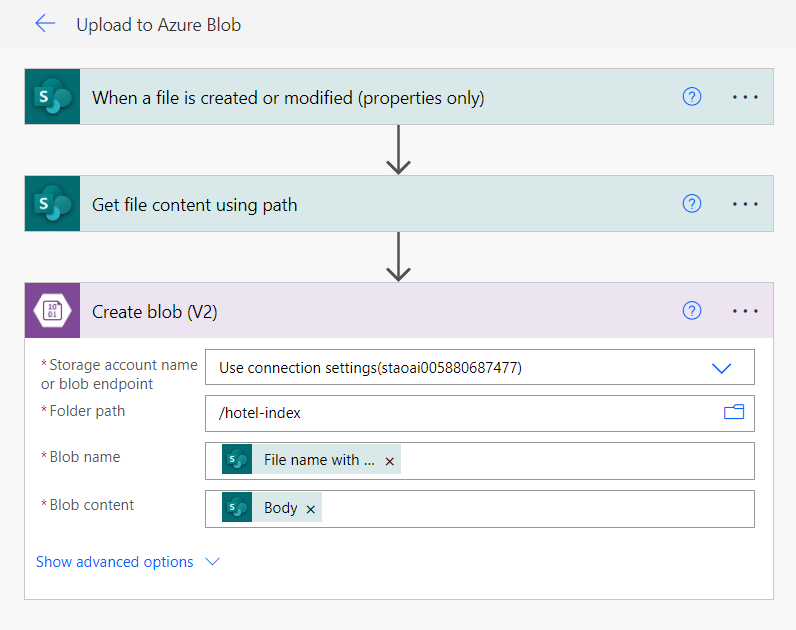 Upload to Azure Blob
S
When a file is created or modified (properties only)
?
S
Get file content using path
?
10
01
Create blob (V2)
?
*Storage account name
or blob endpoint
Use connection settings(staoai005880687477)
*Folder path
/hotel-index
*Blob name
S
File name with ...
×
*Blob content
S
Body
×
Show advanced options